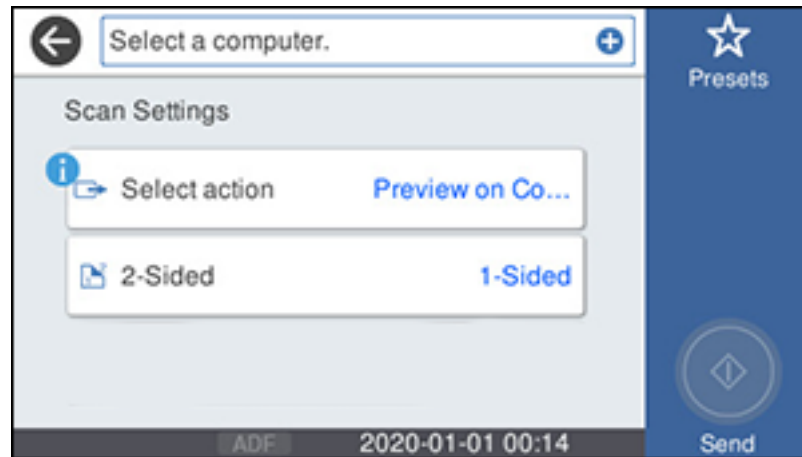 Select a computer.
Presets
Scan Settings
Select action Preview on Co...
2-Sided 1-Sided
ADF 2020-01-01 00:14 Send